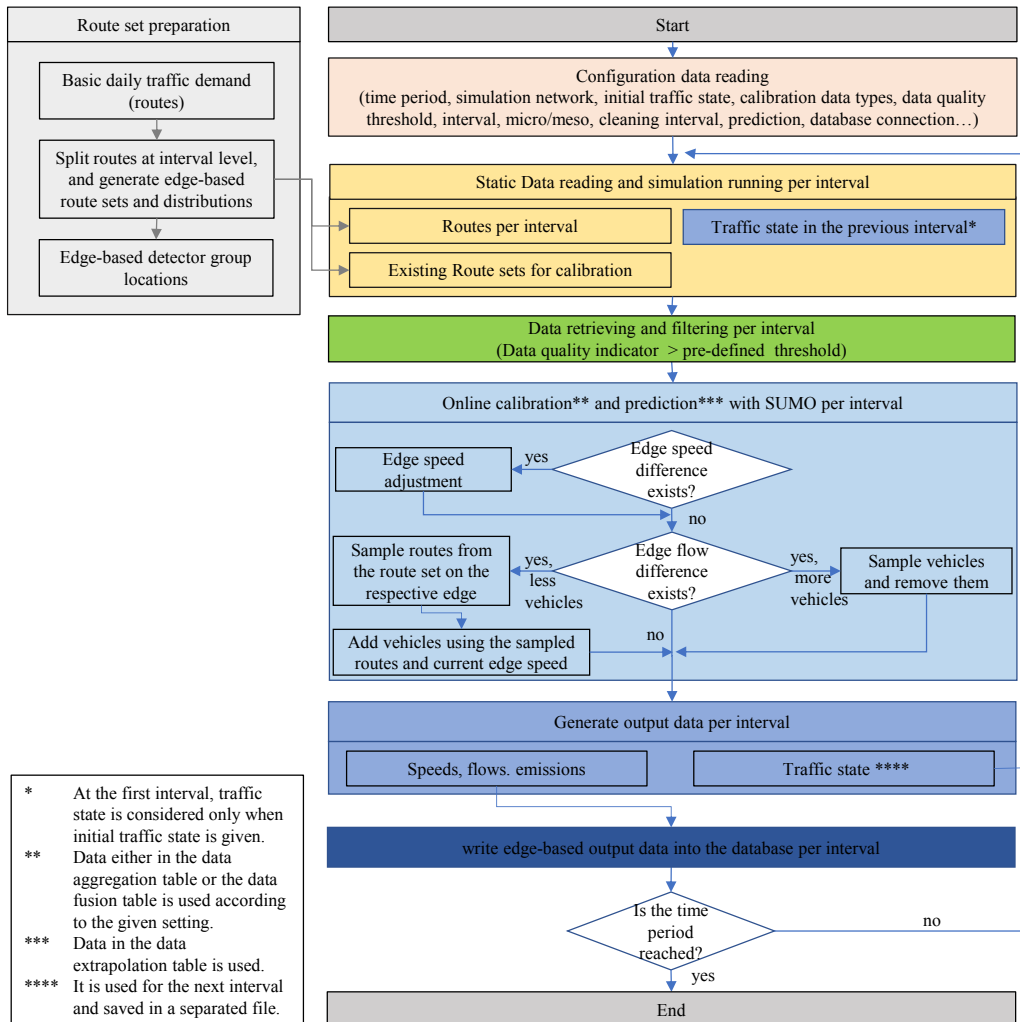 Route set preparation
Basic daily traffic demand
(routes)
Split routes at interval level,
and generate edge-based
route sets and distributions
Edge-based detector group
locations
Start
Configuration data reading
(time period, simulation network, initial traffic state, calibration data types, data quality
threshold, interval, micro/meso, cleaning interval, prediction, database connection…)
Static Data reading and simulation running per interval
Routes per interval
Traffic state in the previous interval*
Existing Route sets for calibration
Data retrieving and filtering per interval
(Data quality indicator > pre-defined threshold)
Online calibration** and prediction*** with SUMO per interval
Edge speed
difference
exists?
yes
Edge speed
adjustment
no
Edge flow
difference
exists?
yes,
less
vehicles
Sample routes from
the route set on the
respective edge
yes,
more
vehicles
Sample vehicles
and remove them
Add vehicles using the sampled
routes and current edge speed
no
Generate output data per interval
Speeds, flows. emissions
Traffic state ****
write edge-based output data into the database per interval
Is the time
period
reached?
no
yes
End
* At the first interval, traffic
state is considered only when
initial traffic state is given.
** Data either in the data
aggregation table or the data
fusion table is used according
to the given setting.
*** Data in the data
extrapolation table is used.
**** It is used for the next interval
and saved in a separated file.